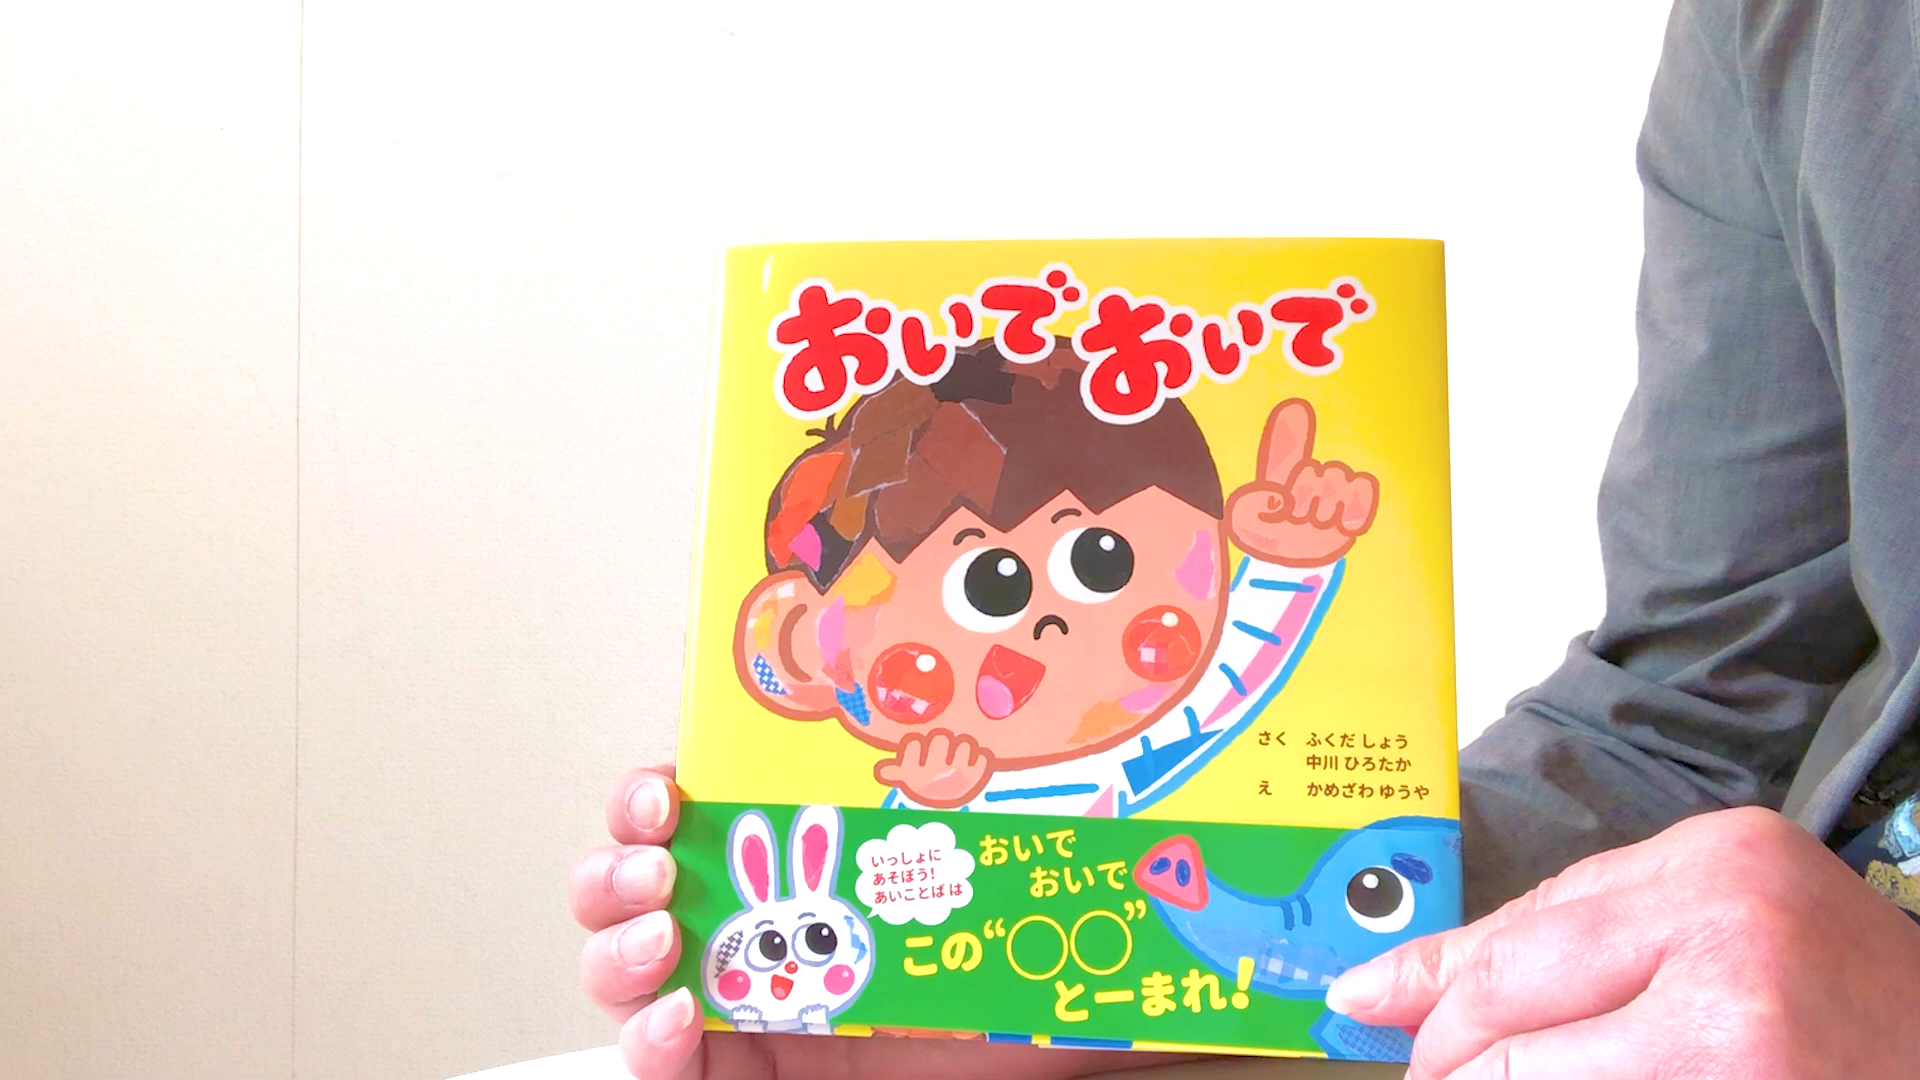 おいでおいで
さく ふくだ しょう
中川 ひろたか
え かめざわ ゆうや
いっしょに
あそぼう!
あいことばは
おいで
おいで
この“〇〇”
とーまれ!